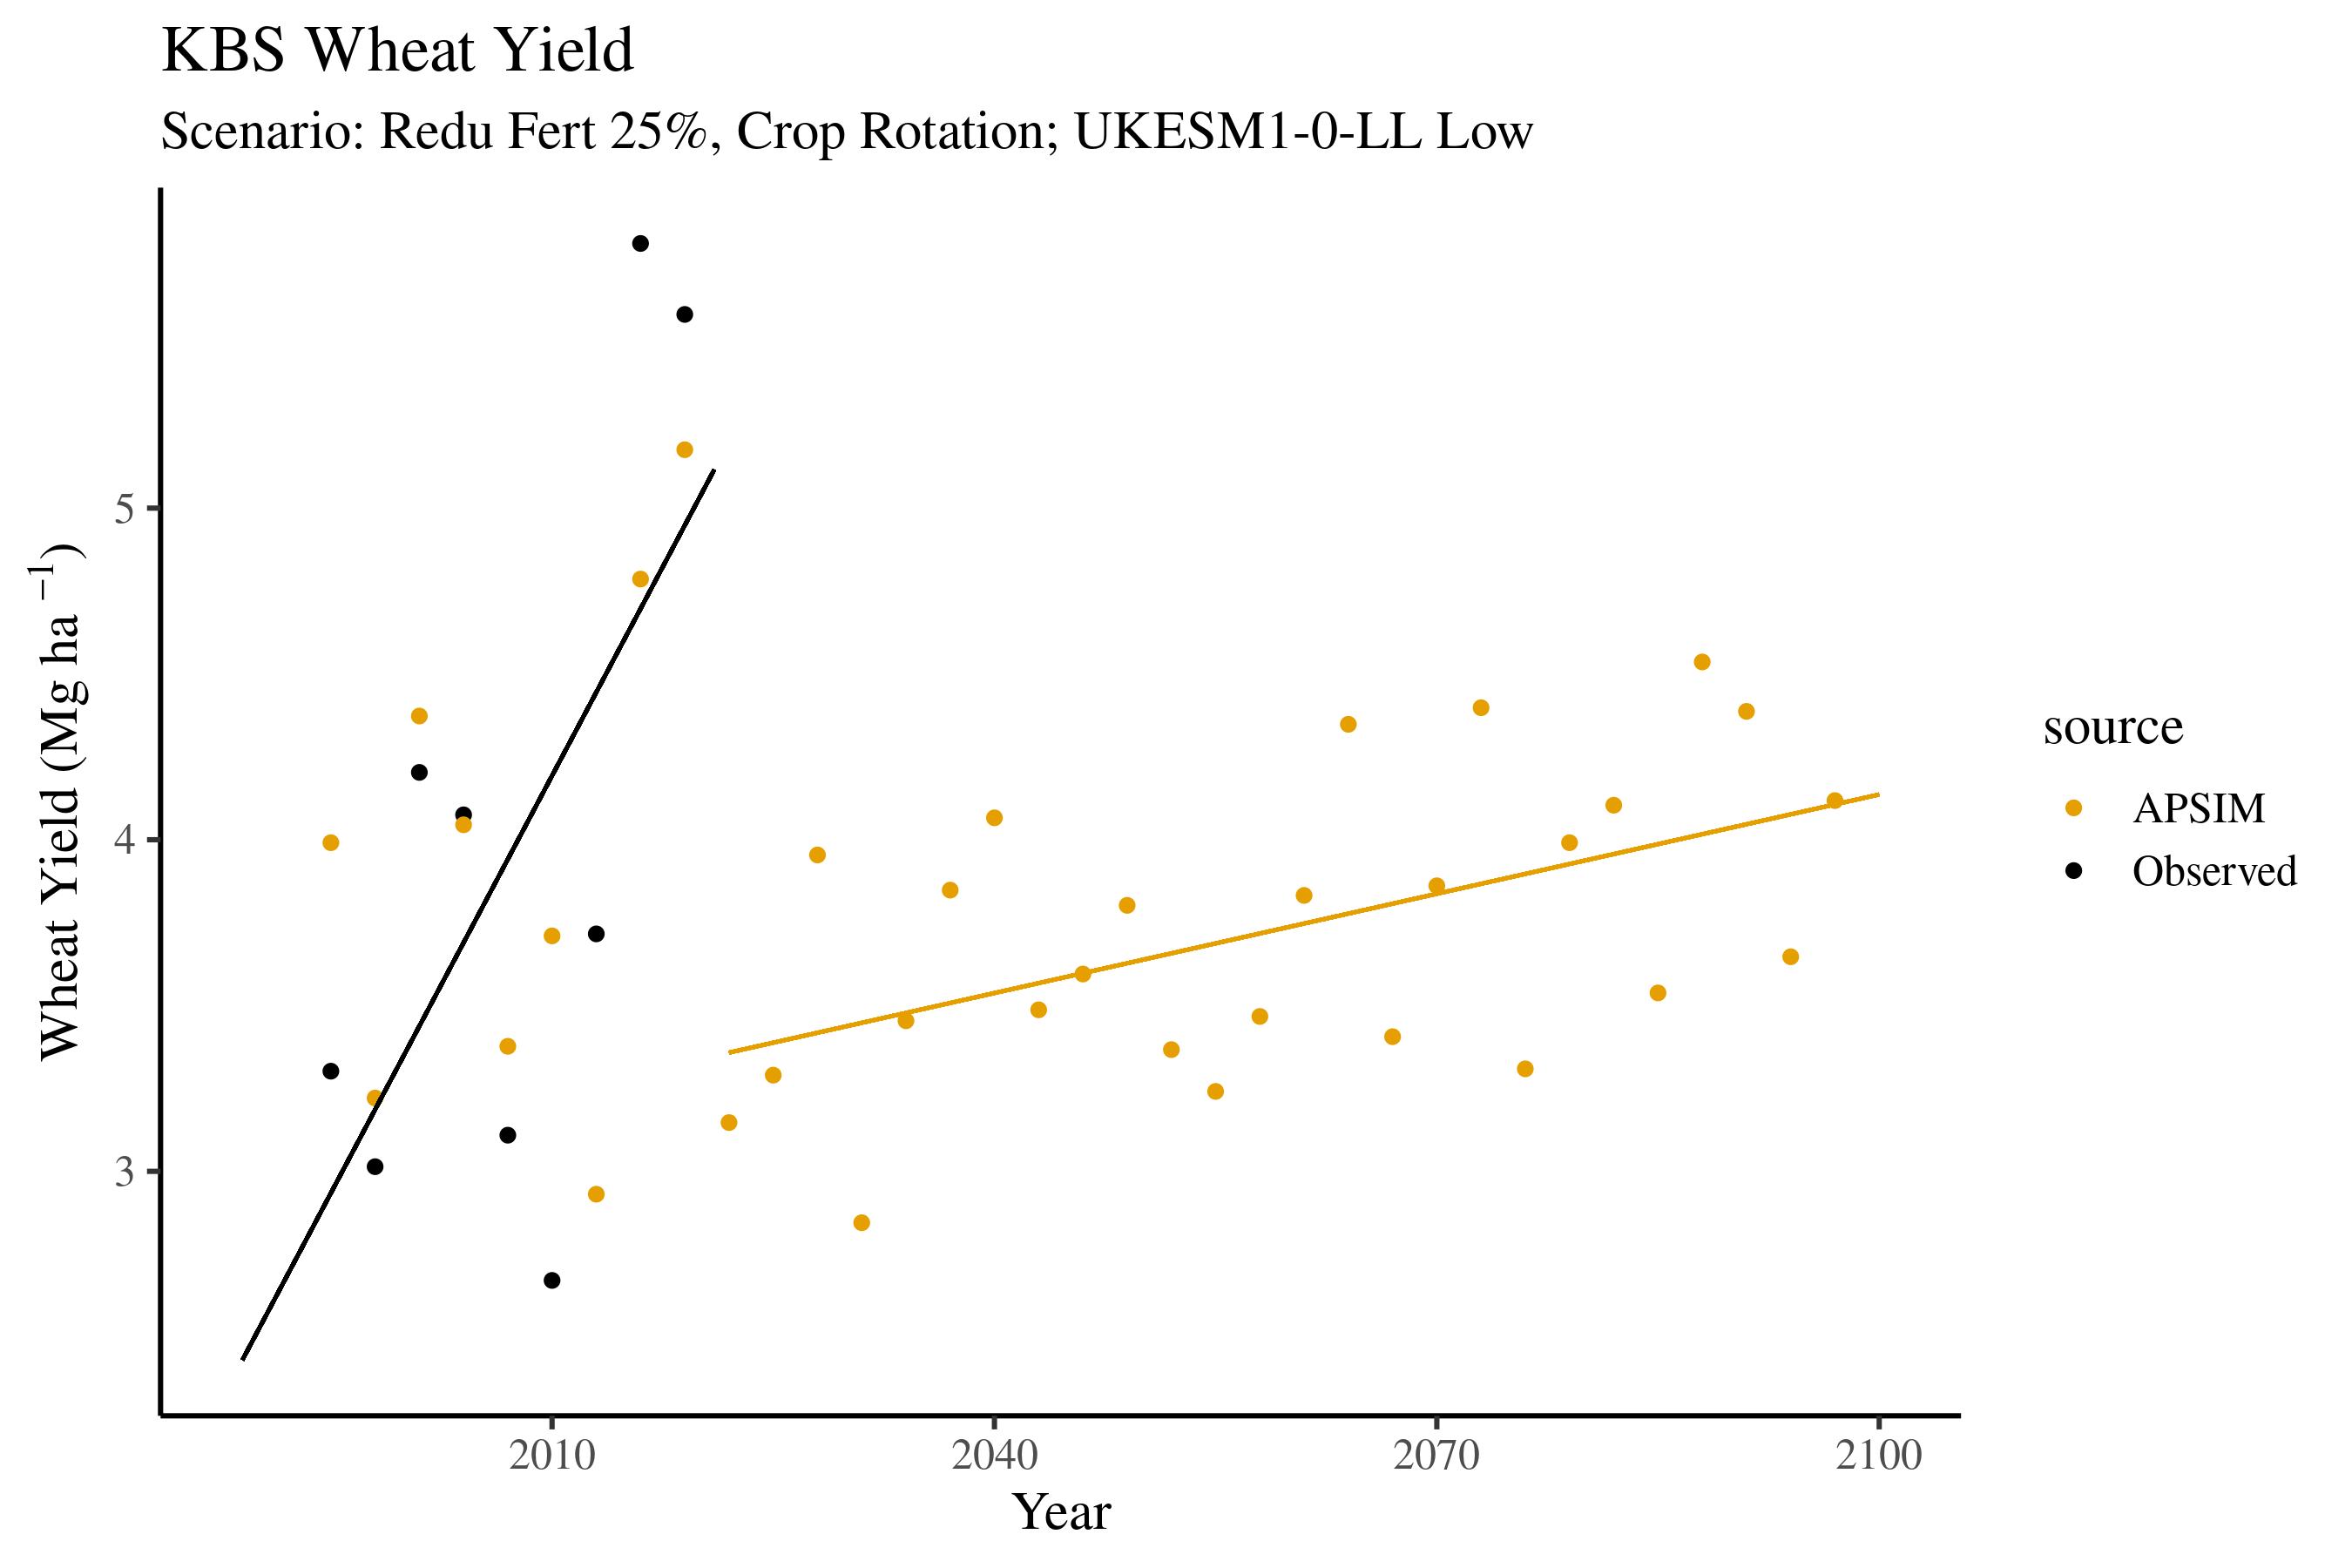 KBS Wheat Yield
Scenario: Redu Fert 25%, Crop Rotation; UKESM1-0-LL Low
Wheat Yield (Mg ha⁻¹)
5
4
3
2010
2040
2070
2100
Year
source
APSIM
Observed